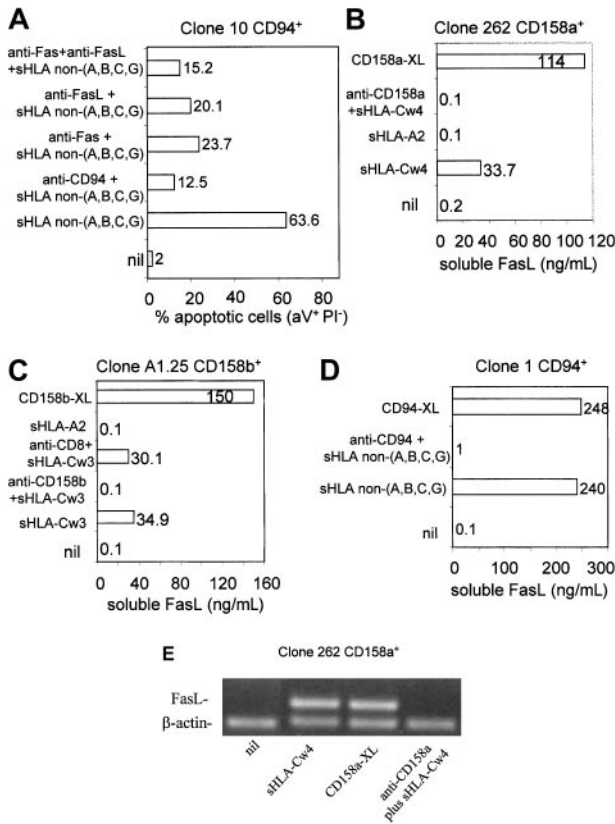 A
Clone 10 CD94+
anti-Fas+anti-FasL
+sHLA non-(A,B,C,G)
15.2
anti-FasL +
sHLA non-(A,B,C,G)
20.1
anti-Fas +
sHLA non-(A,B,C,G)
23.7
anti-CD94 +
sHLA non-(A,B,C,G)
12.5
sHLA non-(A,B,C,G)
63.6
nil
2
0 20 40 60 80
% apoptotic cells (aV+ PI-)
B
Clone 262 CD158a+
CD158a-XL
114
anti-CD158a
+sHLA-Cw4
0.1
sHLA-A2
0.1
sHLA-Cw4
33.7
nil
0.2
0 20 40 60 80 100 120
soluble FasL (ng/mL)
C
Clone A1.25 CD158b+
CD158b-XL
150
sHLA-A2
0.1
anti-CD8+
sHLA-Cw3
30.1
anti-CD158b
+sHLA-Cw3
0.1
sHLA-Cw3
34.9
nil
0.1
0 40 80 120 160
soluble FasL (ng/mL)
D
Clone 1 CD94+
CD94-XL
248
anti-CD94 +
sHLA non-(A,B,C,G)
1
sHLA non-(A,B,C,G)
240
nil
0.1
0 100 200 300
soluble FasL (ng/mL)
E
Clone 262 CD158a+
FasL-
β-actin-
nil
sHLA-Cw4
CD158a-XL
anti-CD158a
plus sHLA-Cw4